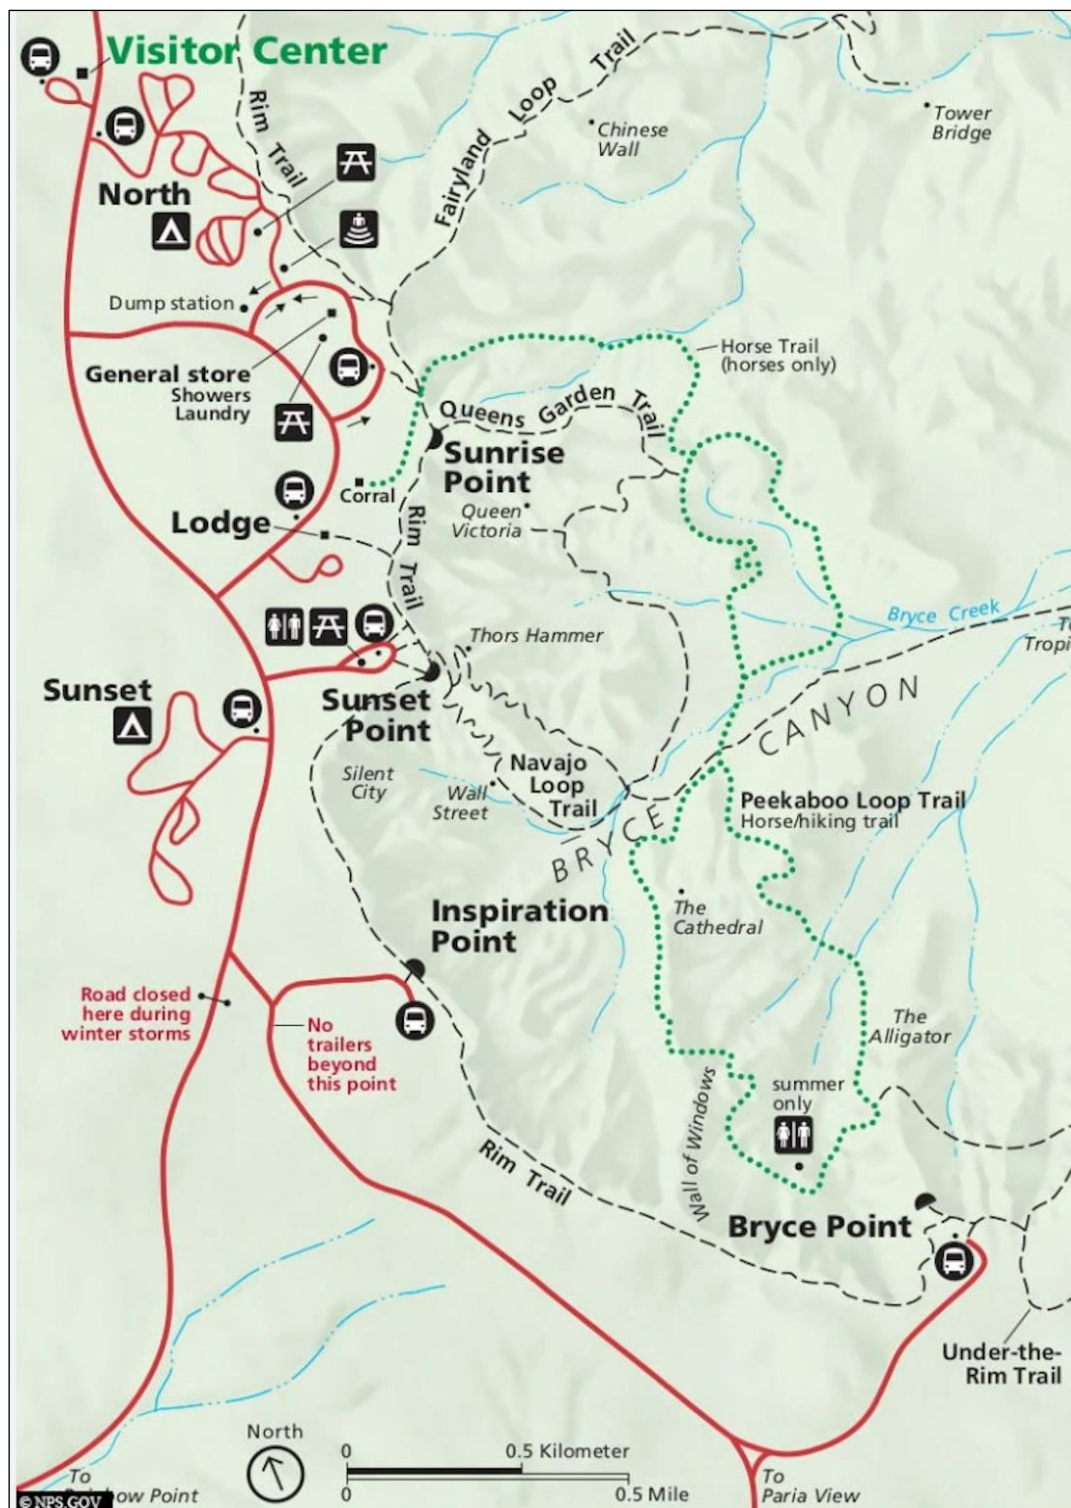 Visitor Center
Rim Trail
Fairyland Loop Trail
Chinese
Wall
Tower
Bridge
North
Dump station
General store
Showers
Laundry
Horse Trail
(horses only)
Queens Garden Trail
Sunrise
Point
Corral
Queen
Victoria
Lodge
Rim Trail
Bryce Creek
Thors Hammer
Sunset
Sunset
Point
CANYON
Silent
City
Wall
Street
Navajo
Loop
Trail
Peekaboo Loop Trail
Horse/hiking trail
BRYCE
The
Cathedral
Inspiration
Point
Road closed
here during
winter storms
No
trailers
beyond
this point
The
Alligator
summer
only
Wall of Windows
Rim Trail
Bryce Point
Under-the-
Rim Trail
North
0 0.5 Kilometer
0 0.5 Mile
To
Point
To
Paria View
© NPS.GOV